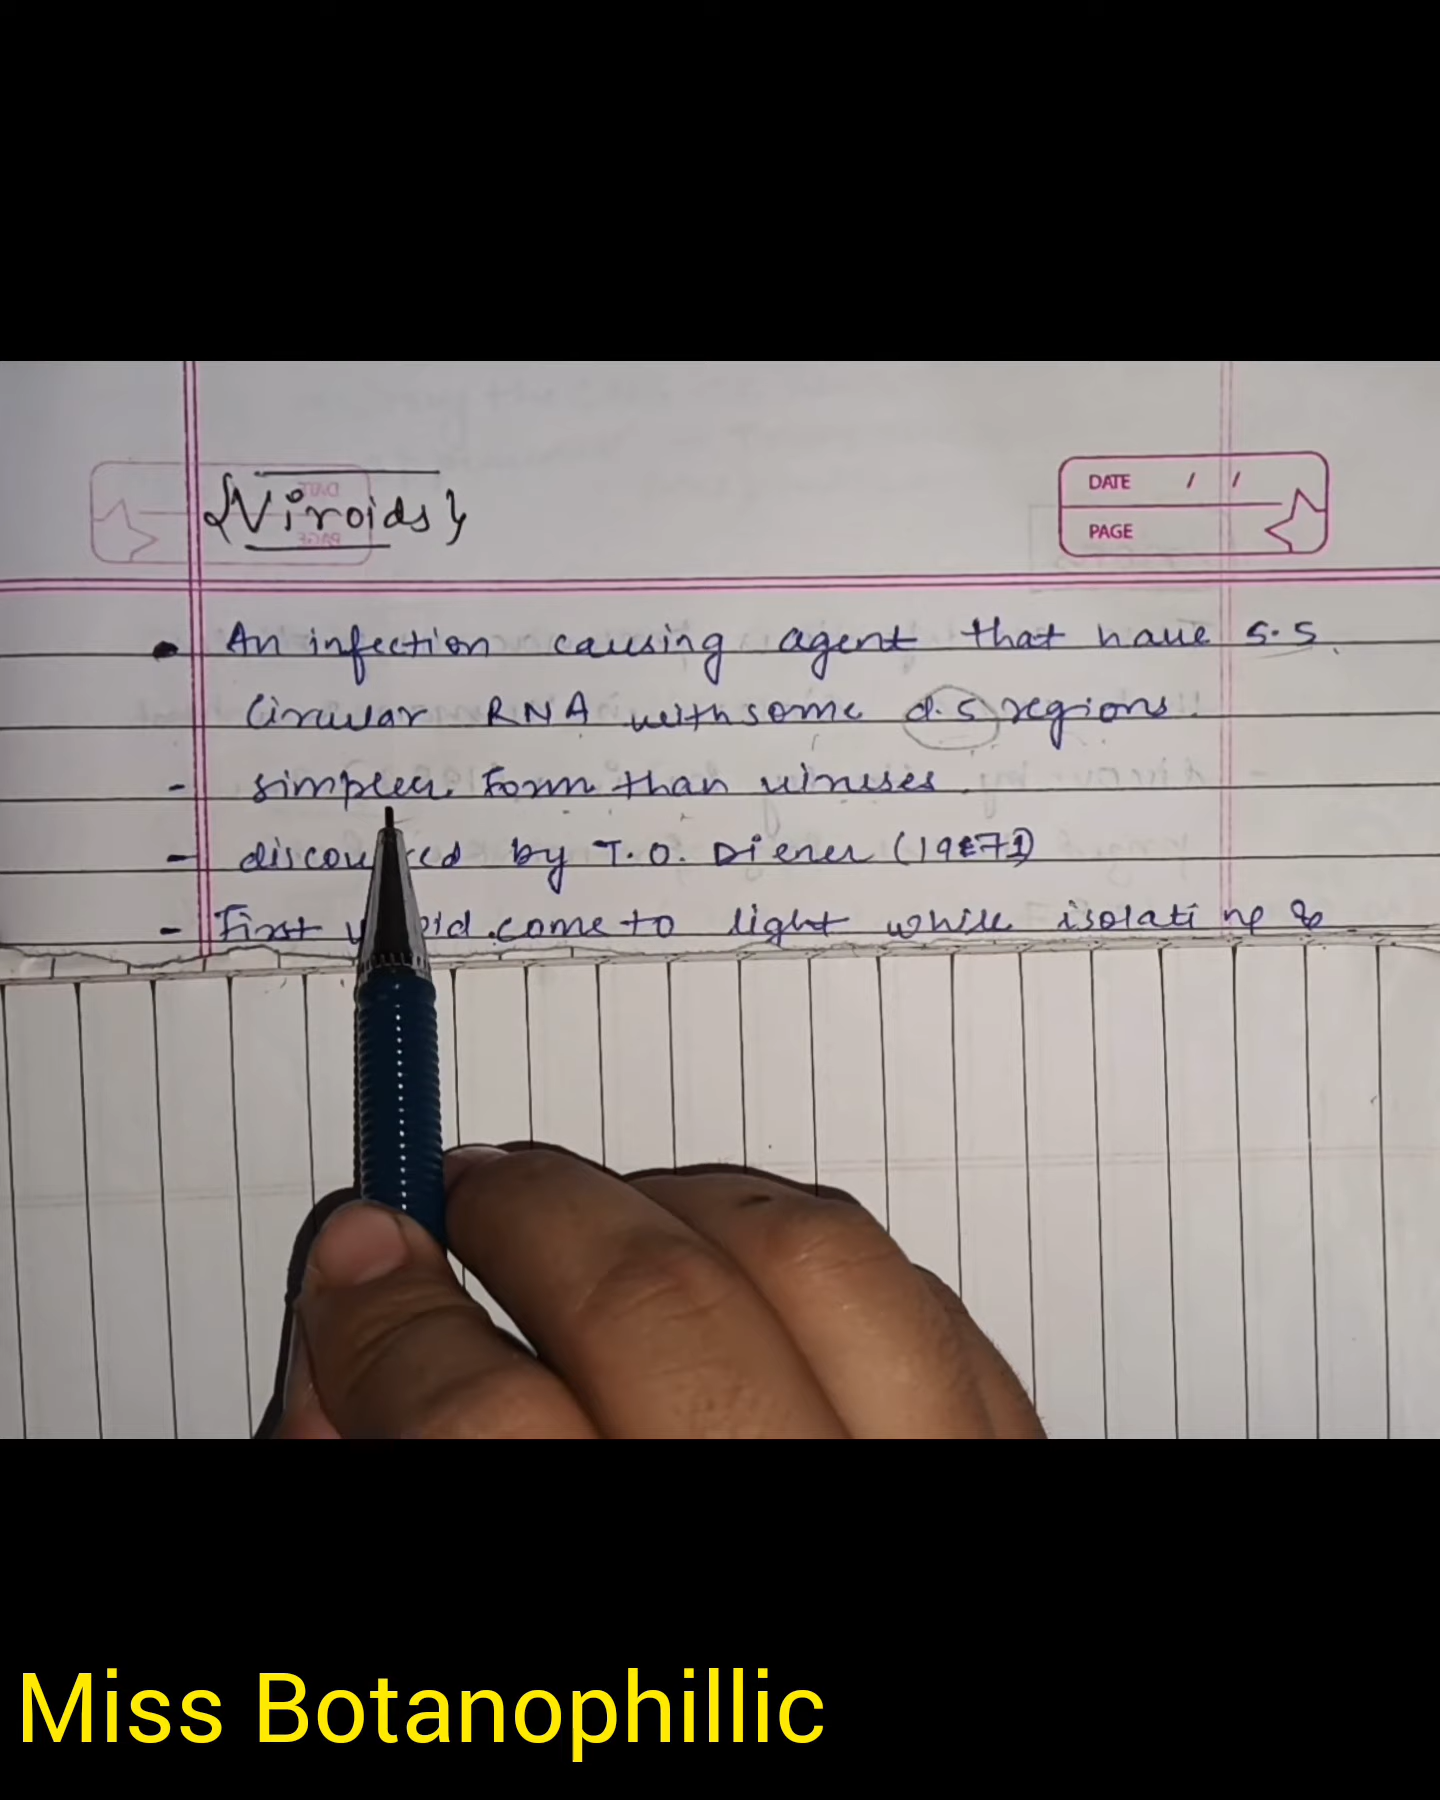 {Viroids}
DATE / /
PAGE
• An infection causing agent that have s.s
Circular RNA with some d.s regions.
- simpler form than viruses.
- discovered by T.O. Diener (1971)
- First viroid come to light while isolating &
Miss Botanophillic